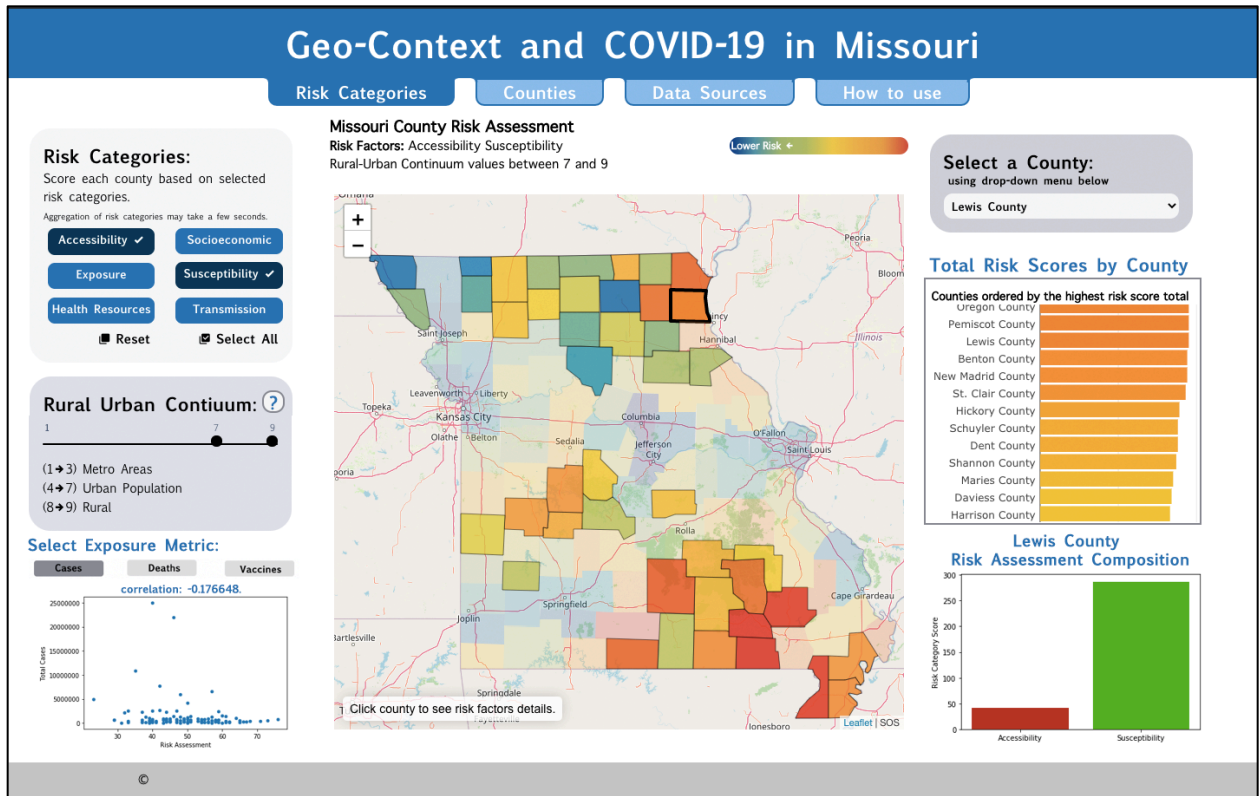 Geo-Context and COVID-19 in Missouri
Risk Categories
Counties
Data Sources
How to use
Risk Categories:
Score each county based on selected
risk categories.
Aggregation of risk categories may take a few seconds.
Accessibility ✓
Socioeconomic
Exposure
Susceptibility ✓
Health Resources
Transmission
Reset
Select All
Rural Urban Contiuum: ?
1 7 9
(1➔3) Metro Areas
(4➔7) Urban Population
(8➔9) Rural
Select Exposure Metric:
Cases
Deaths
Vaccines
correlation: -0.176648.
25000000
20000000
15000000
10000000
5000000
0
Total Cases
30 40 50 60 70
Risk Assessment
Missouri County Risk Assessment
Risk Factors: Accessibility Susceptibility
Rural-Urban Continuum values between 7 and 9
Lower Risk ←
+
−
Omaha
Peoria
Bloom
Saint Joseph
incy
Hannibal
Illinois
Leavenworth
Liberty
Topeka
Kansas City
Columbia
Olathe
Belton
Sedalia
O'Fallon
Jefferson
City
Saint Louis
poria
Rolla
Springfield
Cape Girardeau
Joplin
Bartlesville
Springdale
Fayetteville
Jonesboro
T
Click county to see risk factors details.
Leaflet | SOS
Select a County:
using drop-down menu below
Lewis County
Total Risk Scores by County
Counties ordered by the highest risk score total
Oregon County
Pemiscot County
Lewis County
Benton County
New Madrid County
St. Clair County
Hickory County
Schuyler County
Dent County
Shannon County
Maries County
Daviess County
Harrison County
Lewis County
Risk Assessment Composition
300
250
200
150
100
50
0
Risk Category Score
Accessibility
Susceptibility
©